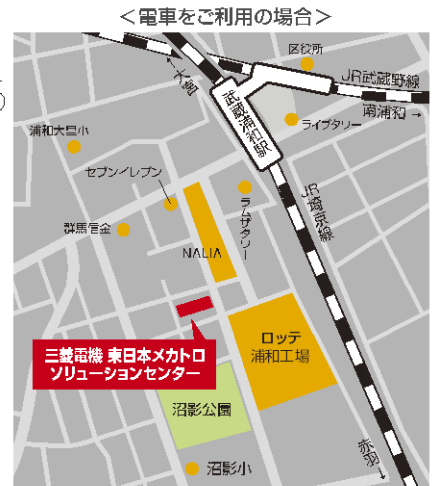 ＜電車をご利用の場合＞
区役所
JR武蔵野線
南浦和→
←大宮
武蔵浦和駅
ライブタワー
浦和大里小
セブンイレブン
ラムザタワー
JR埼京線
群馬信金
NALIA
三菱電機 東日本メカトロ
ソリューションセンター
ロッテ
浦和工場
沼影公園
沼影小
赤羽→